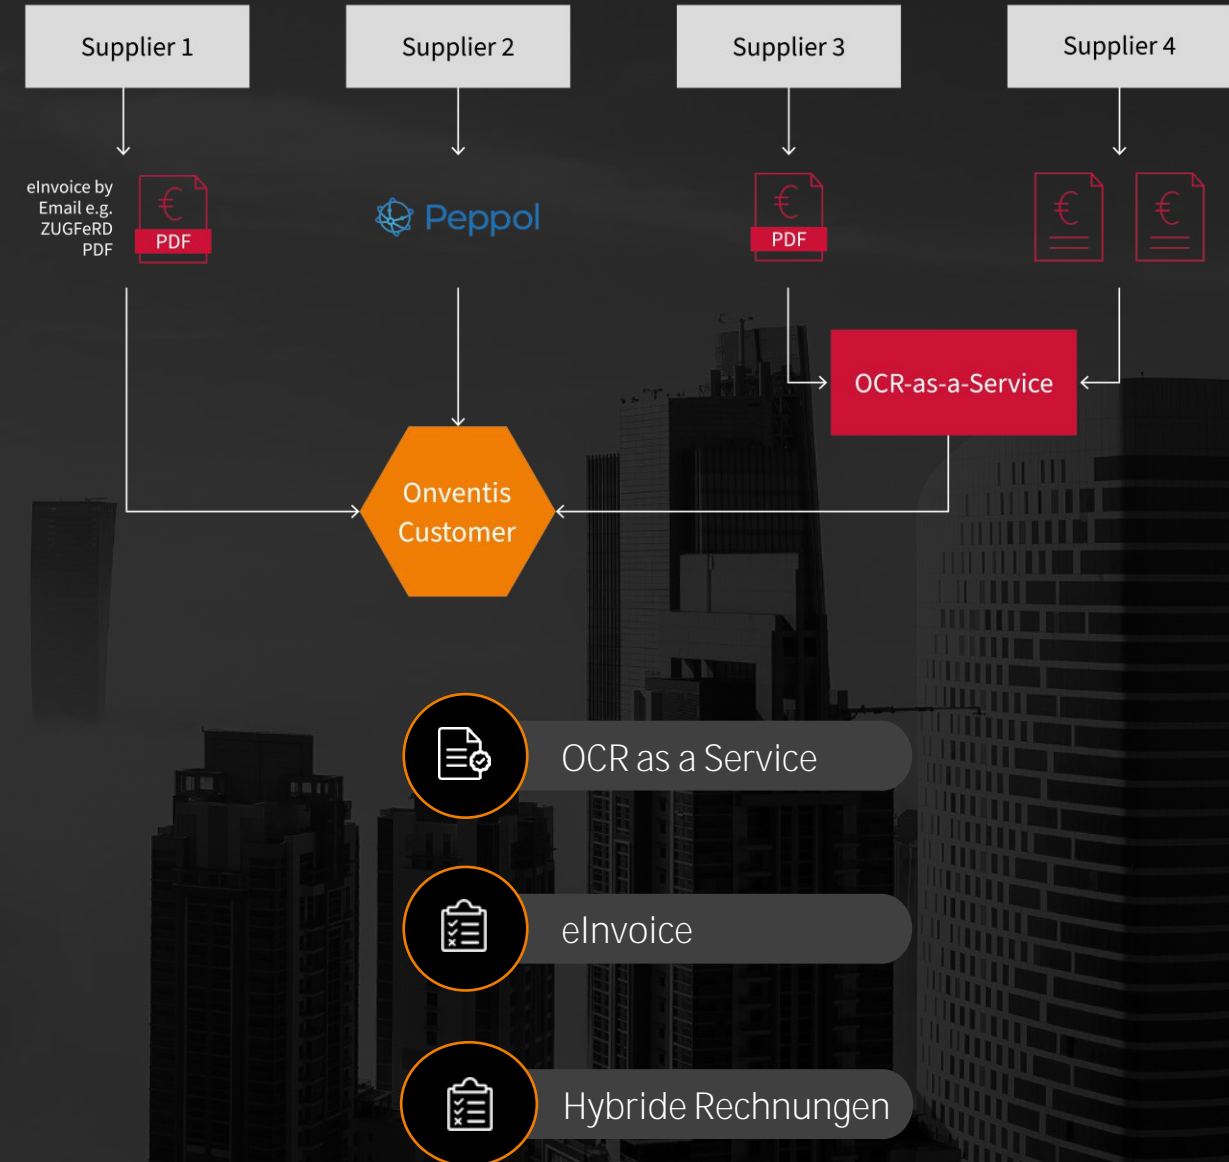 Supplier 1
Supplier 2
Supplier 3
Supplier 4
eInvoice by
Email e.g.
ZUGFeRD
PDF
€
PDF
Peppol
€
PDF
€
€
OCR-as-a-Service
Onventis
Customer
OCR as a Service
eInvoice
Hybride Rechnungen